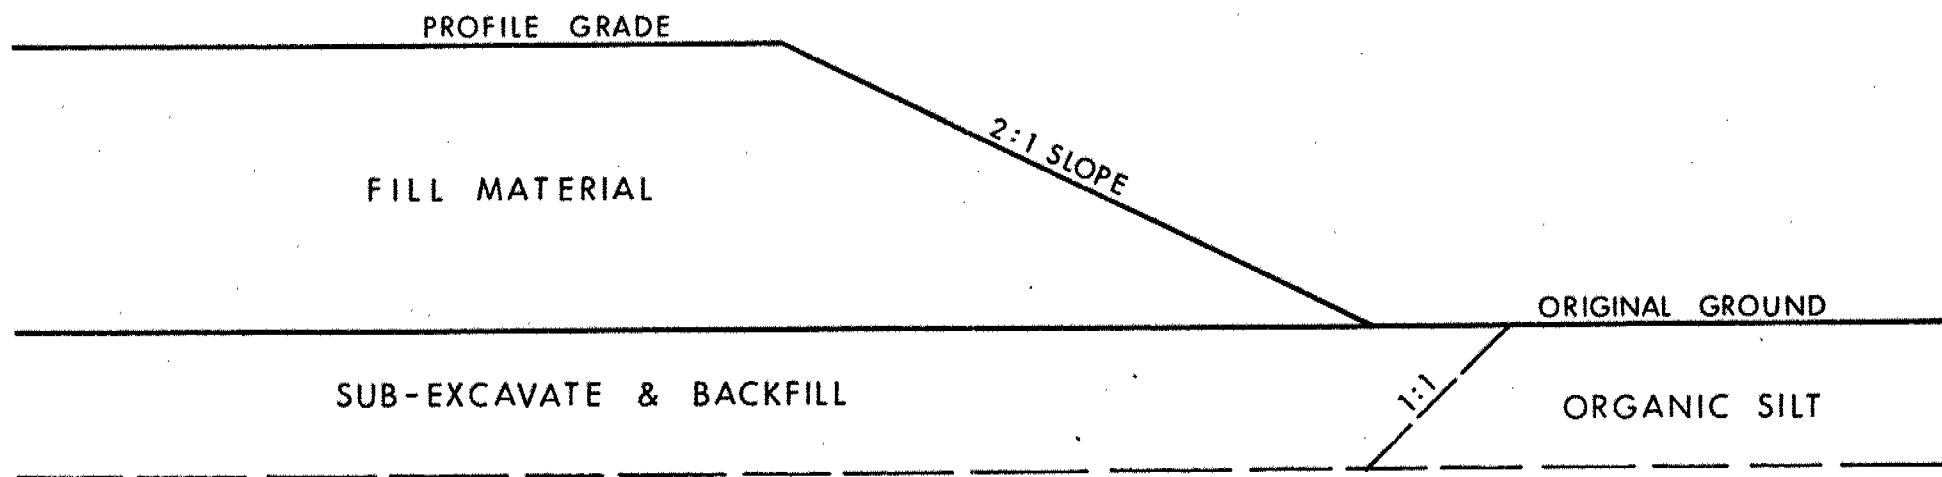 PROFILE GRADE
2:1 SLOPE
FILL MATERIAL
ORIGINAL GROUND
SUB-EXCAVATE & BACKFILL
1:1
ORGANIC SILT